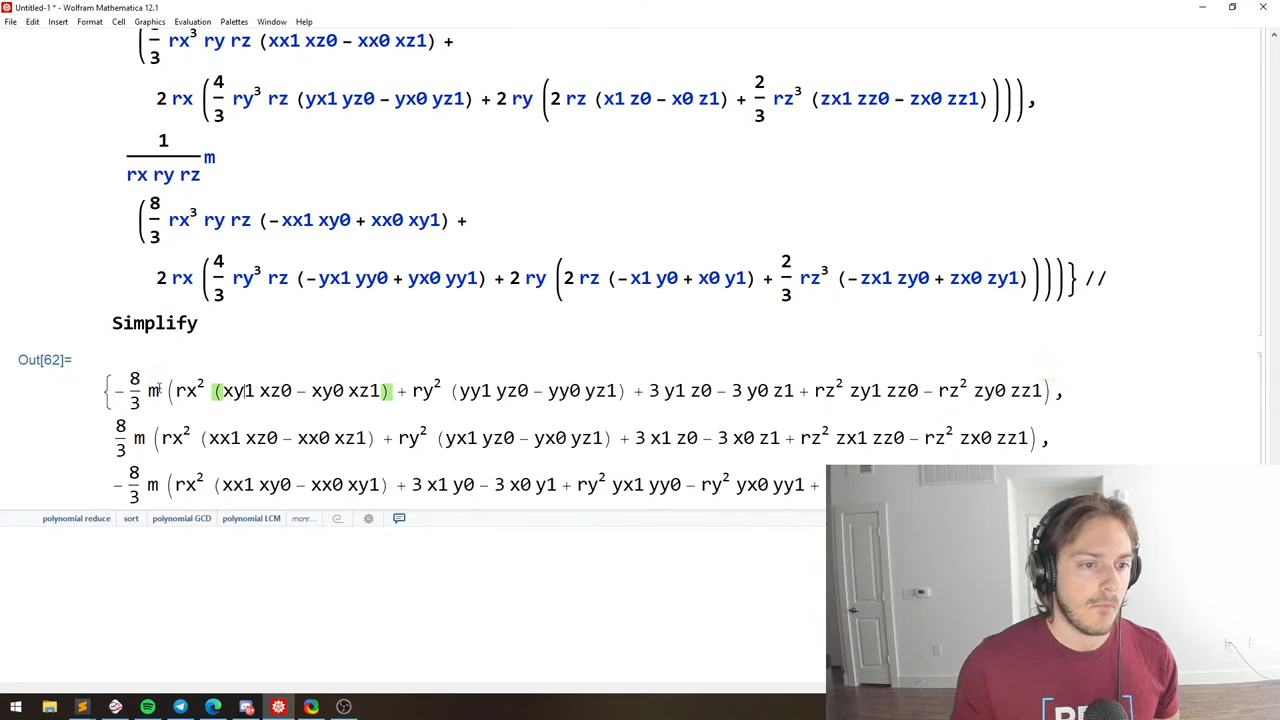 Untitled-1 * - Wolfram Mathematica 12.1
File Edit Insert Format Cell Graphics Evaluation Palettes Window Help
(8/3 rx³ ry rz (xx1 xz0 − xx0 xz1) +
2 rx (4/3 ry³ rz (yx1 yz0 − yx0 yz1) + 2 ry (2 rz (x1 z0 − x0 z1) + 2/3 rz³ (zx1 zz0 − zx0 zz1)))),
1/(rx ry rz) m
(8/3 rx³ ry rz (−xx1 xy0 + xx0 xy1) +
2 rx (4/3 ry³ rz (−yx1 yy0 + yx0 yy1) + 2 ry (2 rz (−x1 y0 + x0 y1) + 2/3 rz³ (−zx1 zy0 + zx0 zy1))))} //
Simplify
Out[62]=
{−8/3 m (rx² (xy1 xz0 − xy0 xz1) + ry² (yy1 yz0 − yy0 yz1) + 3 y1 z0 − 3 y0 z1 + rz² zy1 zz0 − rz² zy0 zz1),
8/3 m (rx² (xx1 xz0 − xx0 xz1) + ry² (yx1 yz0 − yx0 yz1) + 3 x1 z0 − 3 x0 z1 + rz² zx1 zz0 − rz² zx0 zz1),
−8/3 m (rx² (xx1 xy0 − xx0 xy1) + 3 x1 y0 − 3 x0 y1 + ry² yx1 yy0 − ry² yx0 yy1 +
polynomial reduce sort polynomial GCD polynomial LCM more...